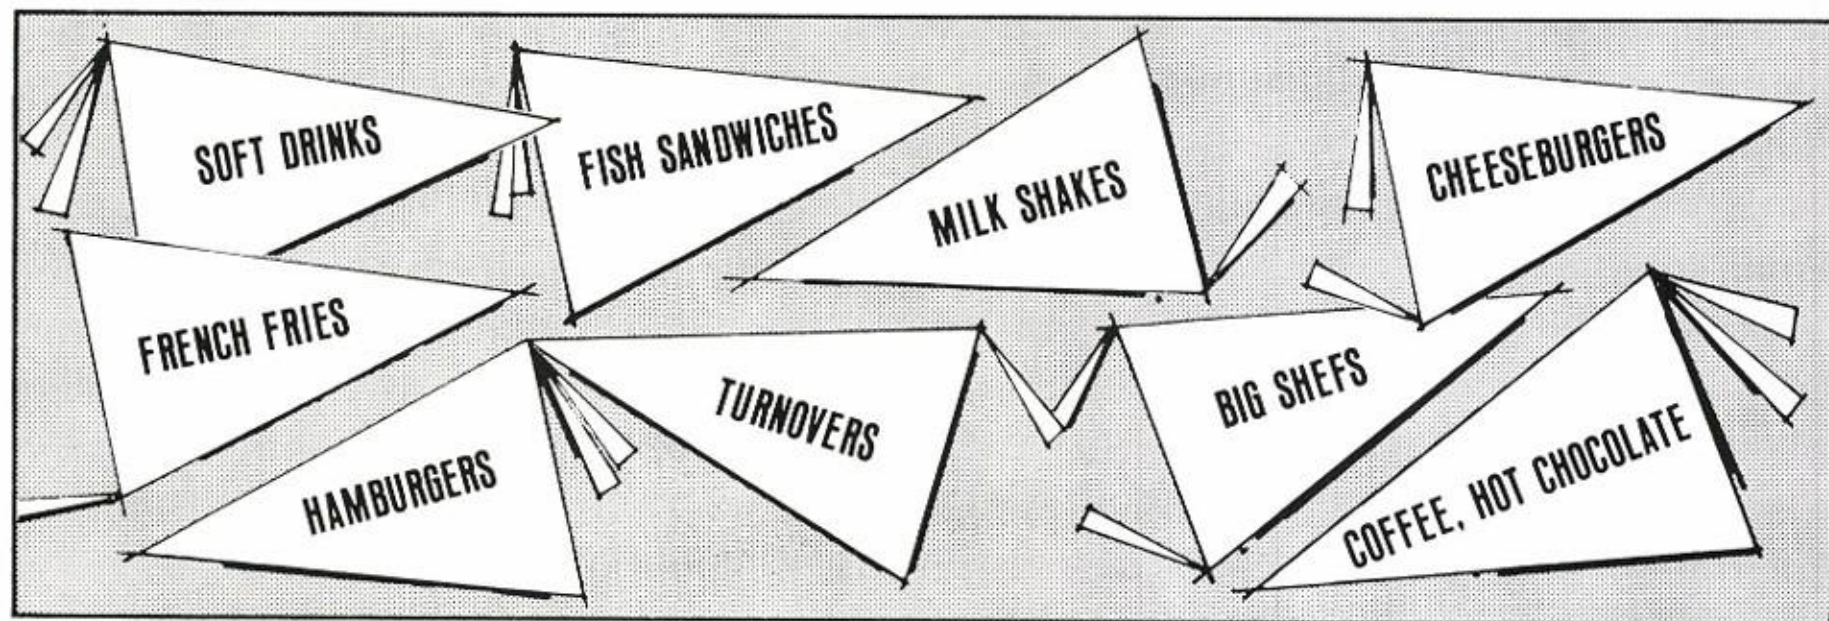 SOFT DRINKS
FISH SANDWICHES
MILK SHAKES
CHEESEBURGERS
FRENCH FRIES
HAMBURGERS
TURNOVERS
BIG SHEFS
COFFEE, HOT CHOCOLATE